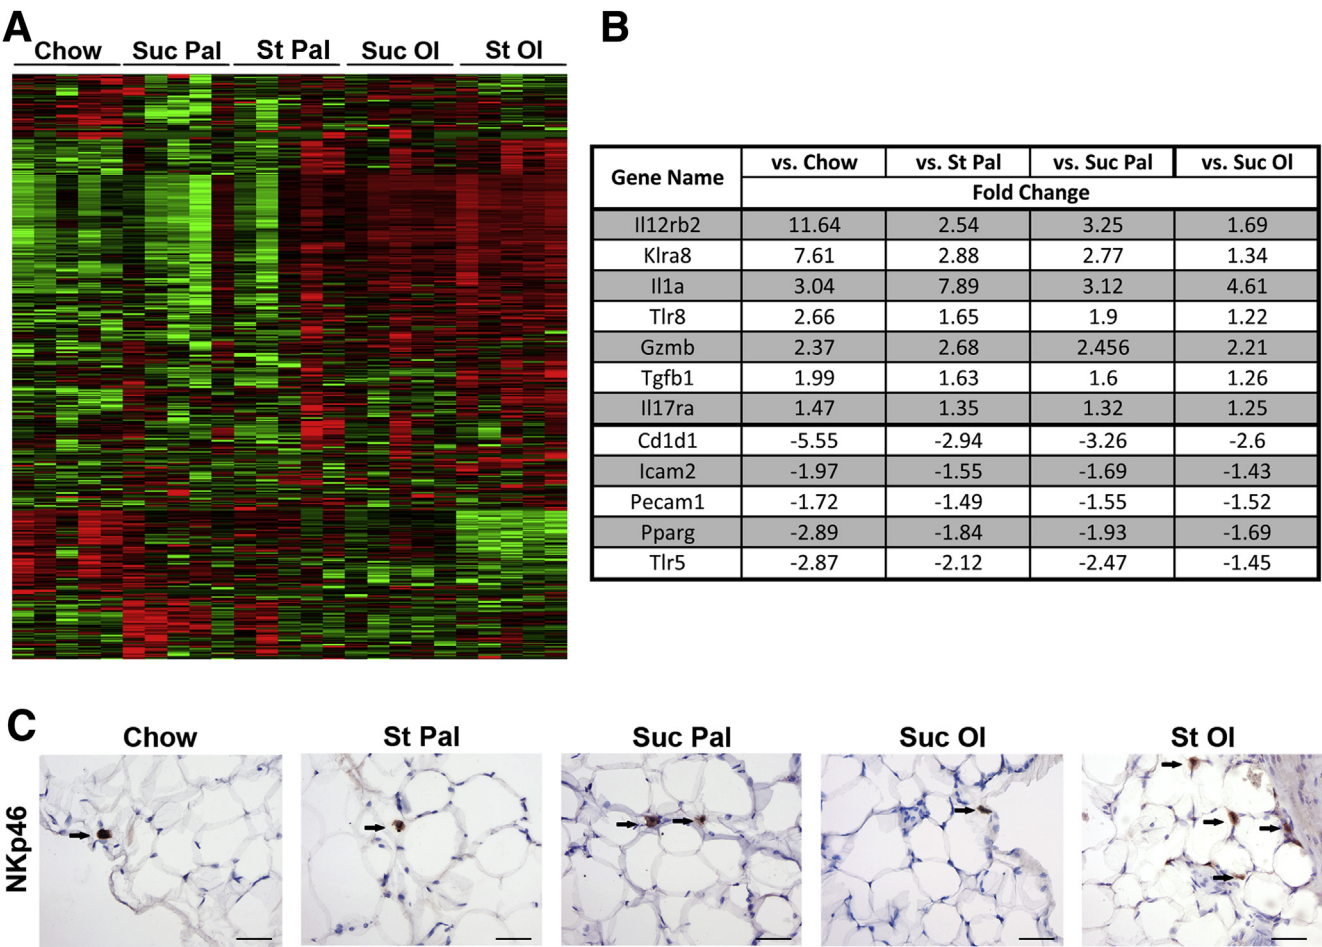 A
Chow Suc Pal St Pal Suc Ol St Ol
B
Gene Name vs. Chow vs. St Pal vs. Suc Pal vs. Suc Ol
Fold Change
Il12rb2 11.64 2.54 3.25 1.69
Klra8 7.61 2.88 2.77 1.34
Il1a 3.04 7.89 3.12 4.61
Tlr8 2.66 1.65 1.9 1.22
Gzmb 2.37 2.68 2.456 2.21
Tgfb1 1.99 1.63 1.6 1.26
Il17ra 1.47 1.35 1.32 1.25
Cd1d1 -5.55 -2.94 -3.26 -2.6
Icam2 -1.97 -1.55 -1.69 -1.43
Pecam1 -1.72 -1.49 -1.55 -1.52
Pparg -2.89 -1.84 -1.93 -1.69
Tlr5 -2.87 -2.12 -2.47 -1.45
C
Chow St Pal Suc Pal Suc Ol St Ol
NKp46